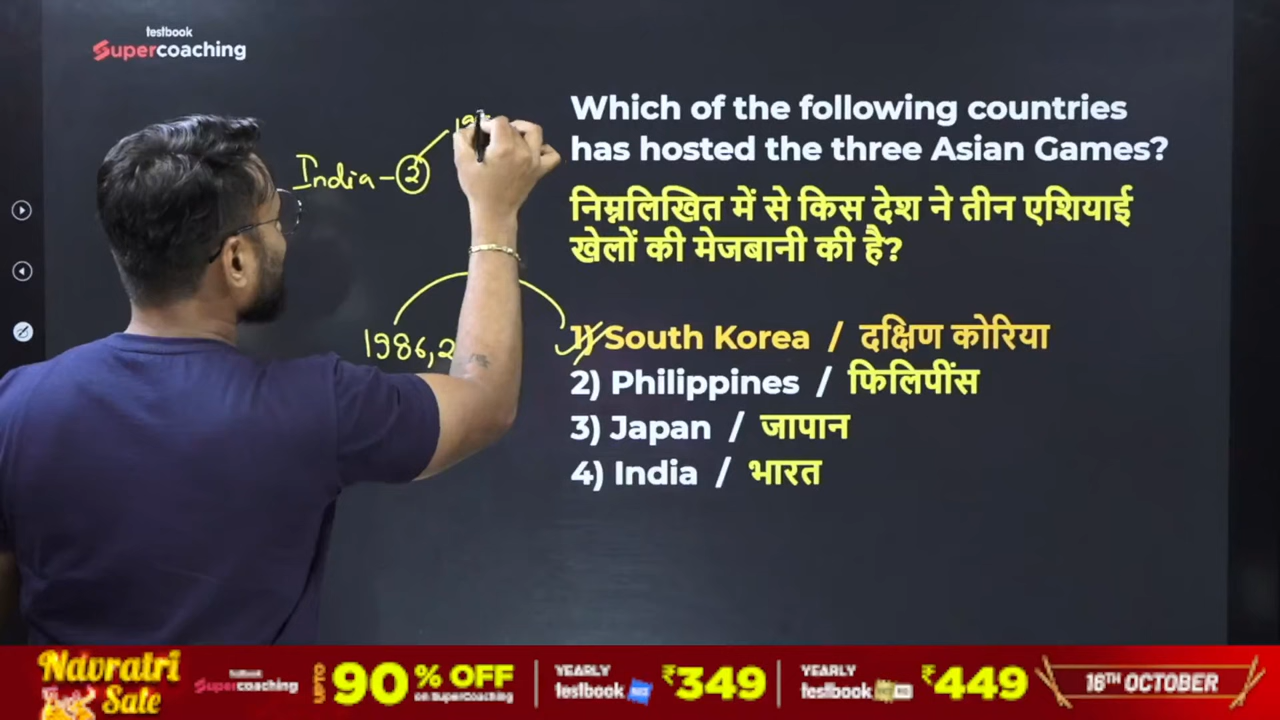 testbook
Supercoaching
India - 2
19
1986, 2
Which of the following countries
has hosted the three Asian Games?
निम्नलिखित में से किस देश ने तीन एशियाई
खेलों की मेजबानी की है?
1) South Korea / दक्षिण कोरिया
2) Philippines / फिलिपींस
3) Japan / जापान
4) India / भारत
Navratri
Sale
testbook
Supercoaching
UPTO
90% OFF
on SuperCoaching
YEARLY
testbook
₹349
YEARLY
testbook
₹449
16TH OCTOBER